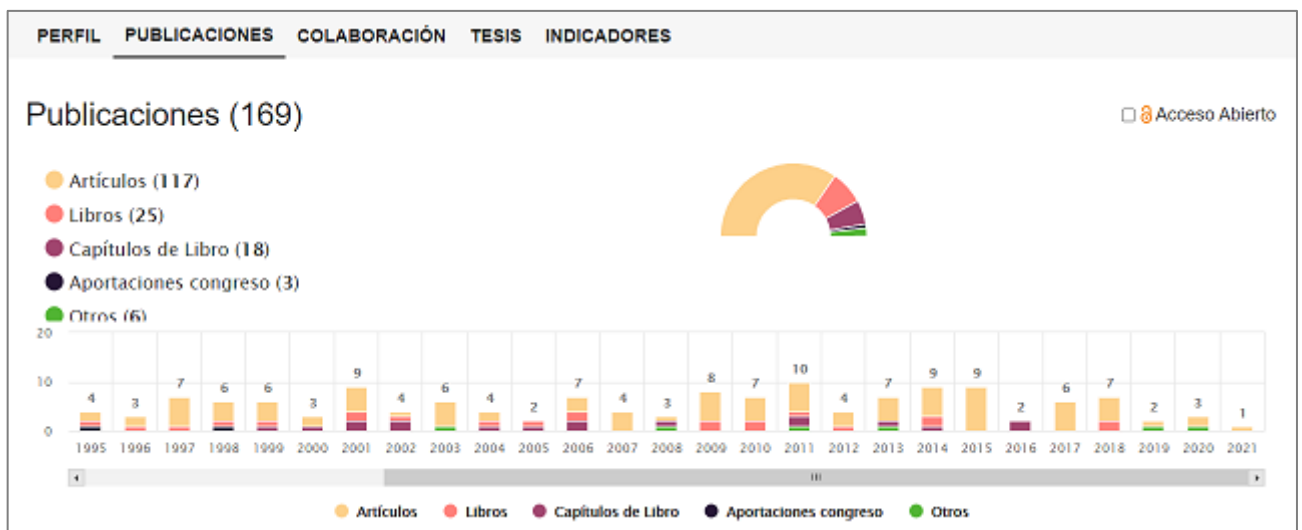 PERFIL PUBLICACIONES COLABORACIÓN TESIS INDICADORES
Publicaciones (169)
Acceso Abierto
Artículos (117)
Libros (25)
Capítulos de Libro (18)
Aportaciones congreso (3)
Otros (6)
20
10
0
4 3 7 6 6 3 9 4 6 4 2 7 4 3 8 7 10 4 7 9 9 2 6 7 2 3 1
1995 1996 1997 1998 1999 2000 2001 2002 2003 2004 2005 2006 2007 2008 2009 2010 2011 2012 2013 2014 2015 2016 2017 2018 2019 2020 2021
Artículos Libros Capítulos de Libro Aportaciones congreso Otros